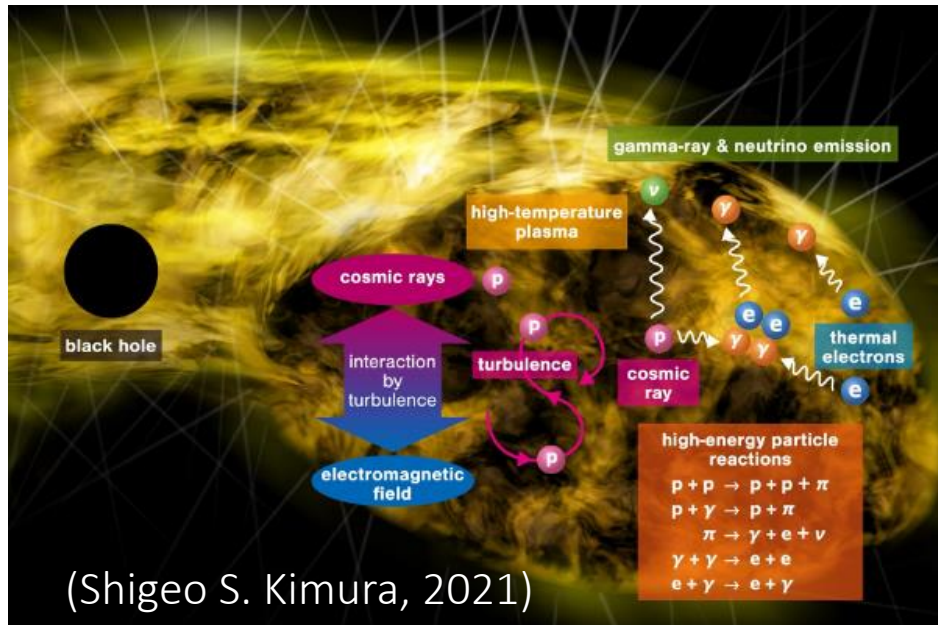 gamma-ray & neutrino emission
ν
γ
γ
high-temperature
plasma
cosmic rays
p
black hole
interaction
by
turbulence
p
turbulence
p
electromagnetic
field
p
cosmic
ray
e
e
γ
γ
e
thermal
electrons
e
high-energy particle
reactions
p + p → p + p + π
p + γ → p + π
π → γ + e + ν
γ + γ → e + e
e + γ → e + γ
(Shigeo S. Kimura, 2021)